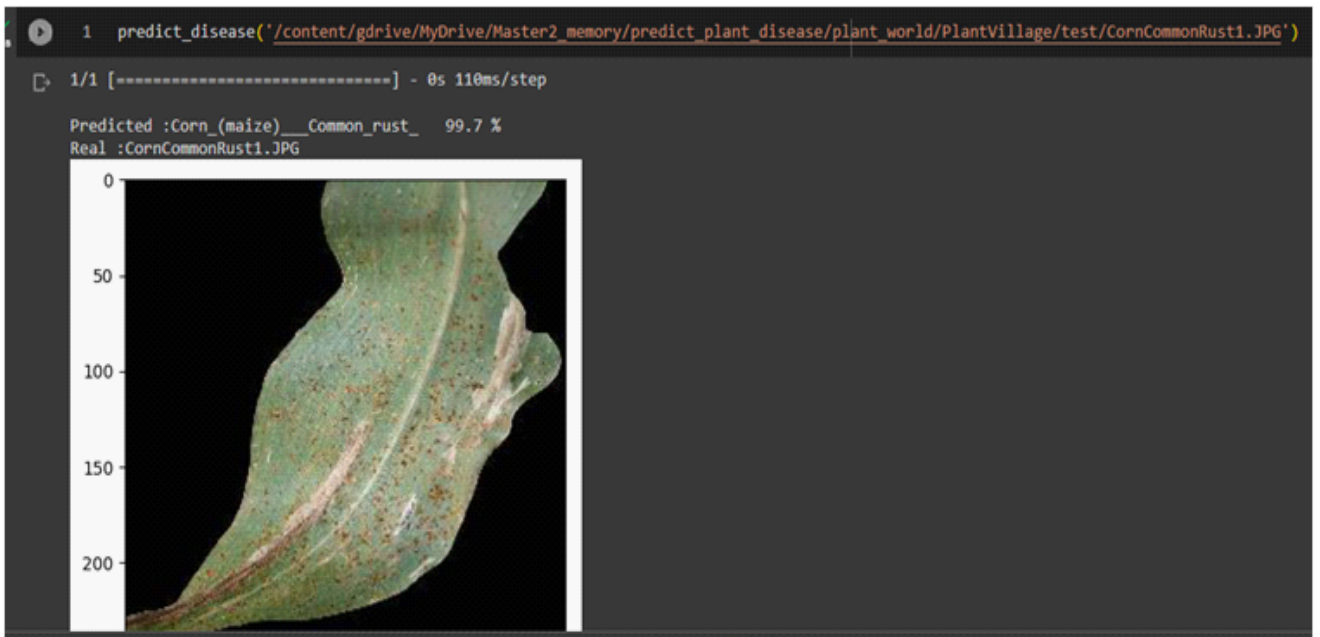 1 predict_disease('/content/gdrive/MyDrive/Master2_memory/predict_plant_disease/plant_world/PlantVillage/test/CornCommonRust1.JPG')
1/1 [==============================] - 0s 110ms/step
Predicted :Corn_(maize)___Common_rust_ 99.7 %
Real :CornCommonRust1.JPG
0
50
100
150
200